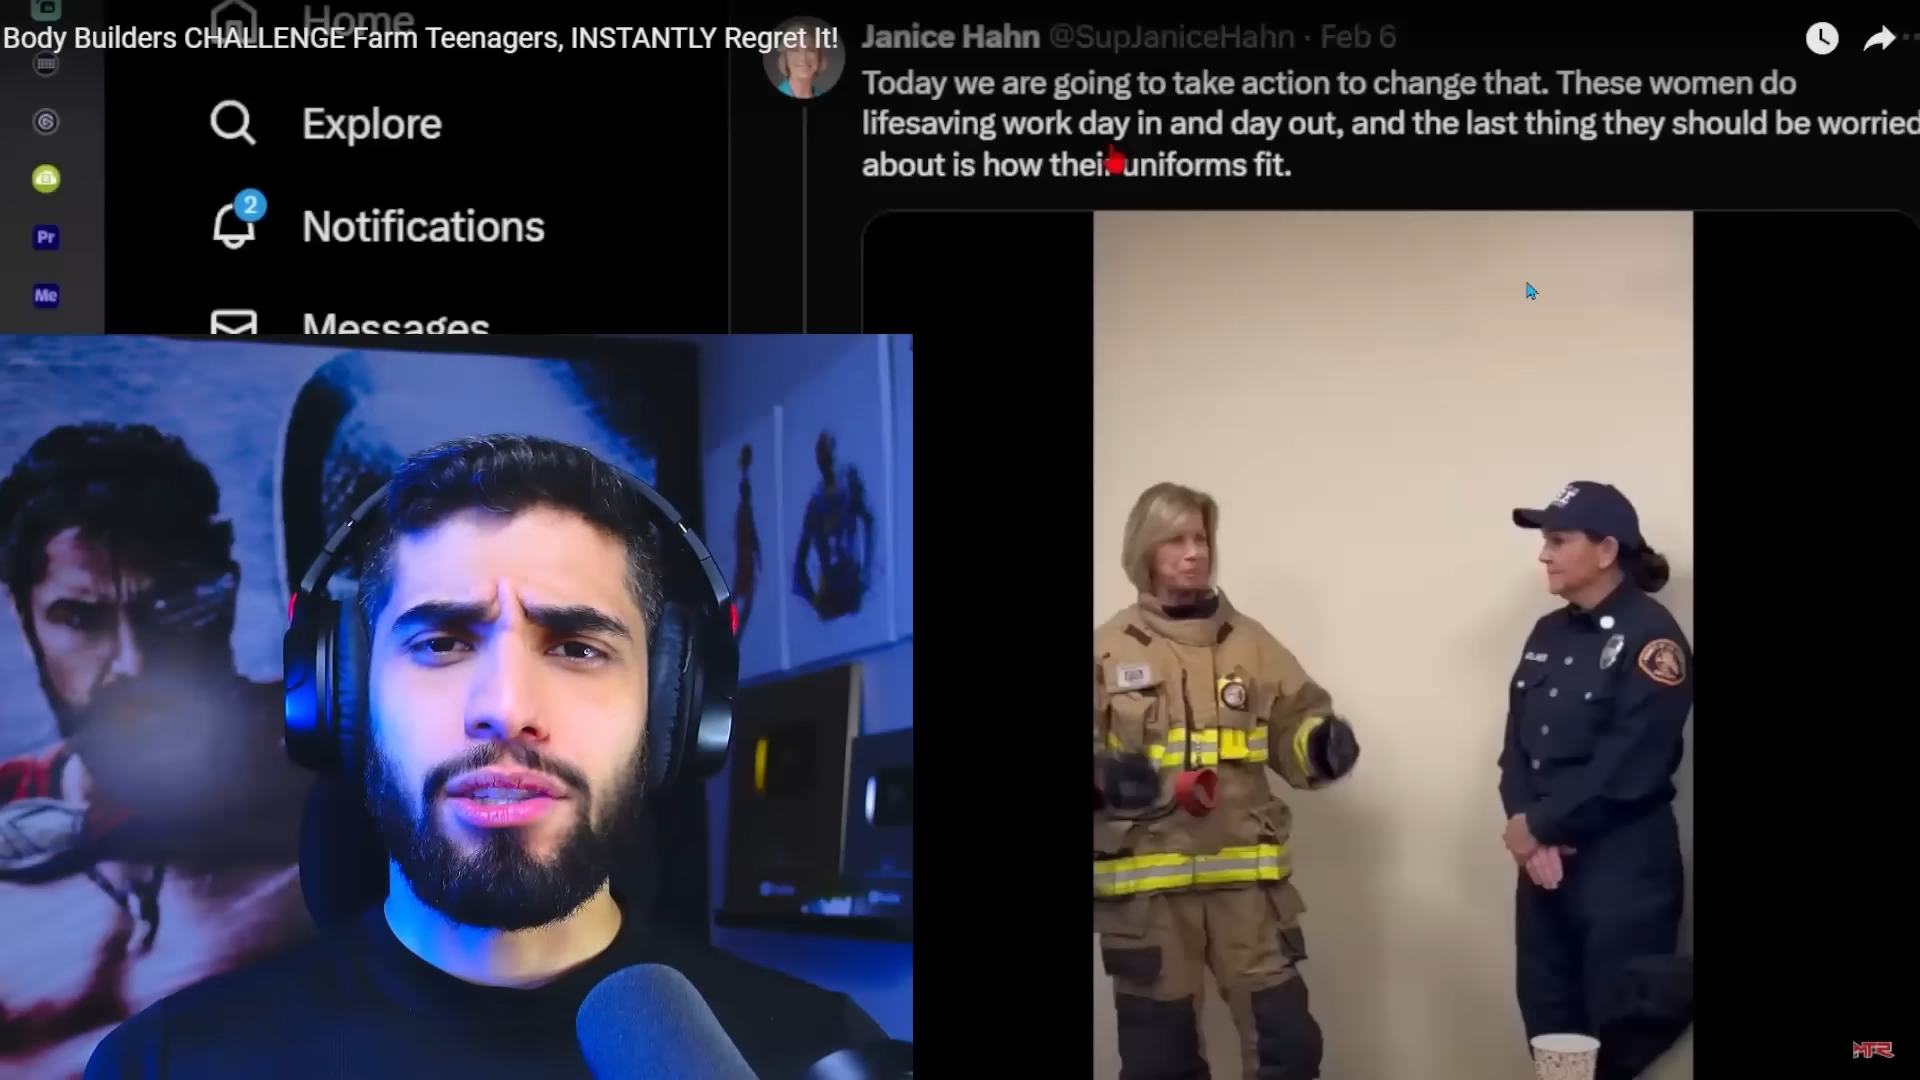 Home
Body Builders CHALLENGE Farm Teenagers, INSTANTLY Regret It!
Explore
2
Notifications
Messages
Pr
Me
Janice Hahn @SupJaniceHahn · Feb 6
Today we are going to take action to change that. These women do
lifesaving work day in and day out, and the last thing they should be worried
about is how their uniforms fit.
MTR